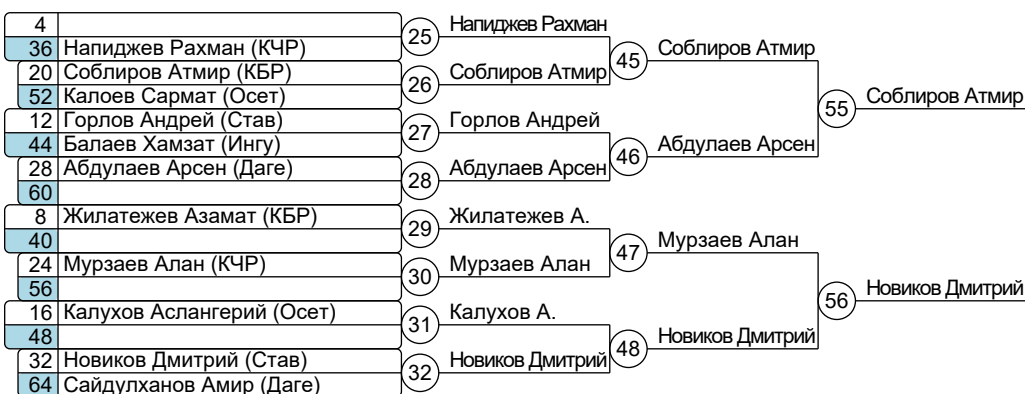 4
36 Напиджев Рахман (КЧР)
25 Напиджев Рахман
20 Соблиров Атмир (КБР)
52 Калоев Сармат (Осет)
26 Соблиров Атмир
45 Соблиров Атмир
12 Горлов Андрей (Став)
44 Балаев Хамзат (Ингу)
27 Горлов Андрей
28 Абдулаев Арсен (Даге)
60
28 Абдулаев Арсен
46 Абдулаев Арсен
55 Соблиров Атмир
8 Жилатежев Азамат (КБР)
40
29 Жилатежев А.
24 Мурзаев Алан (КЧР)
56
30 Мурзаев Алан
47 Мурзаев Алан
16 Калухов Аслангерий (Осет)
48
31 Калухов А.
32 Новиков Дмитрий (Став)
64 Сайдулханов Амир (Даге)
32 Новиков Дмитрий
48 Новиков Дмитрий
56 Новиков Дмитрий